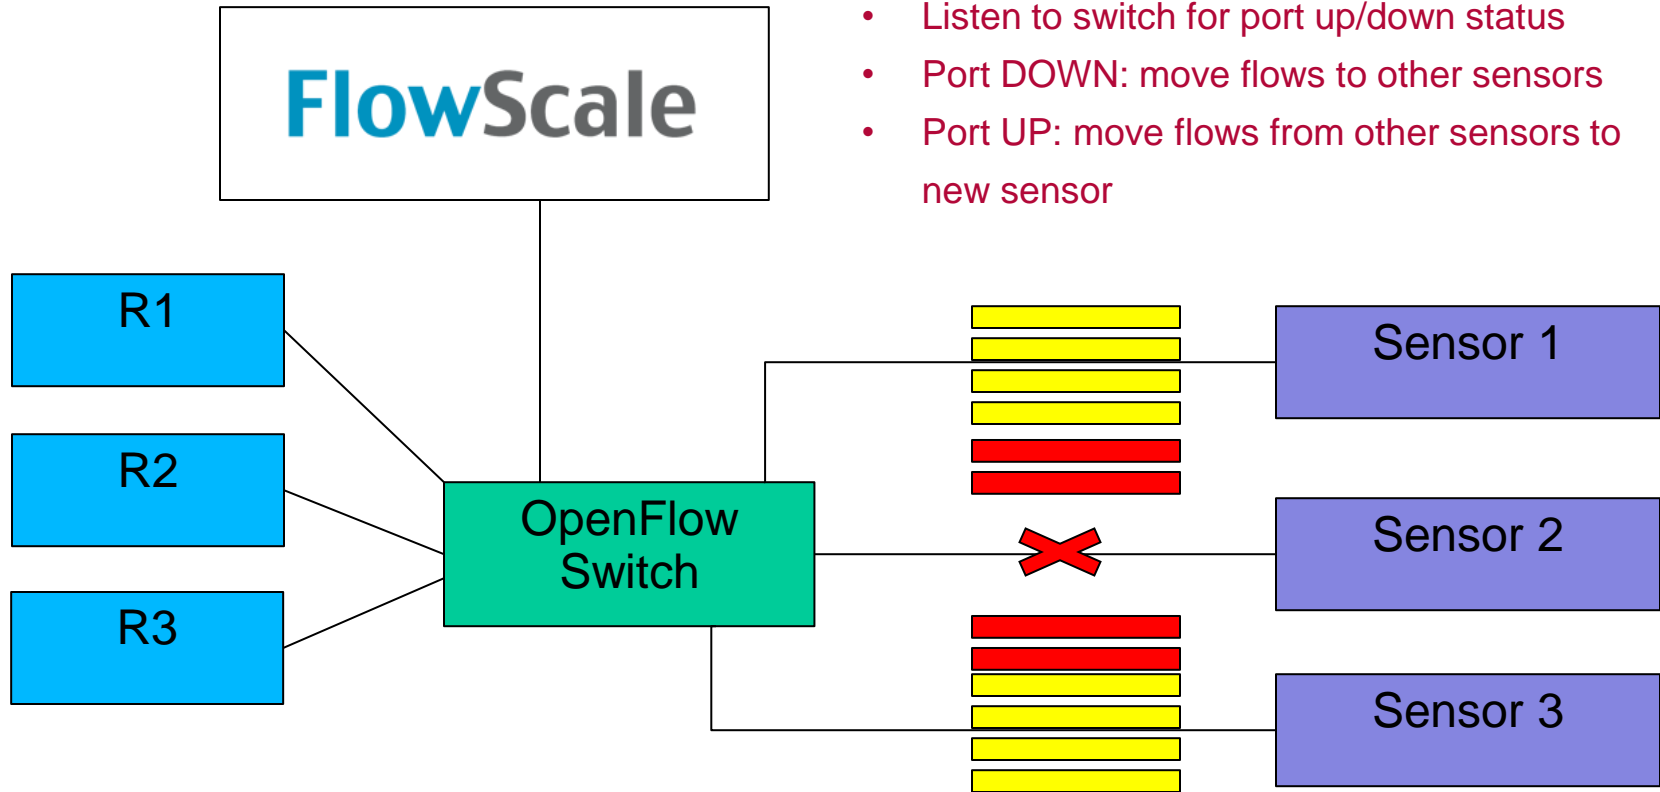 • Listen to switch for port up/down status
FlowScale
• Port DOWN: move flows to other sensors
• Port UP: move flows from other sensors to
new sensor
R1
Sensor 1
R2
OpenFlow
Switch
Sensor 2
R3
Sensor 3